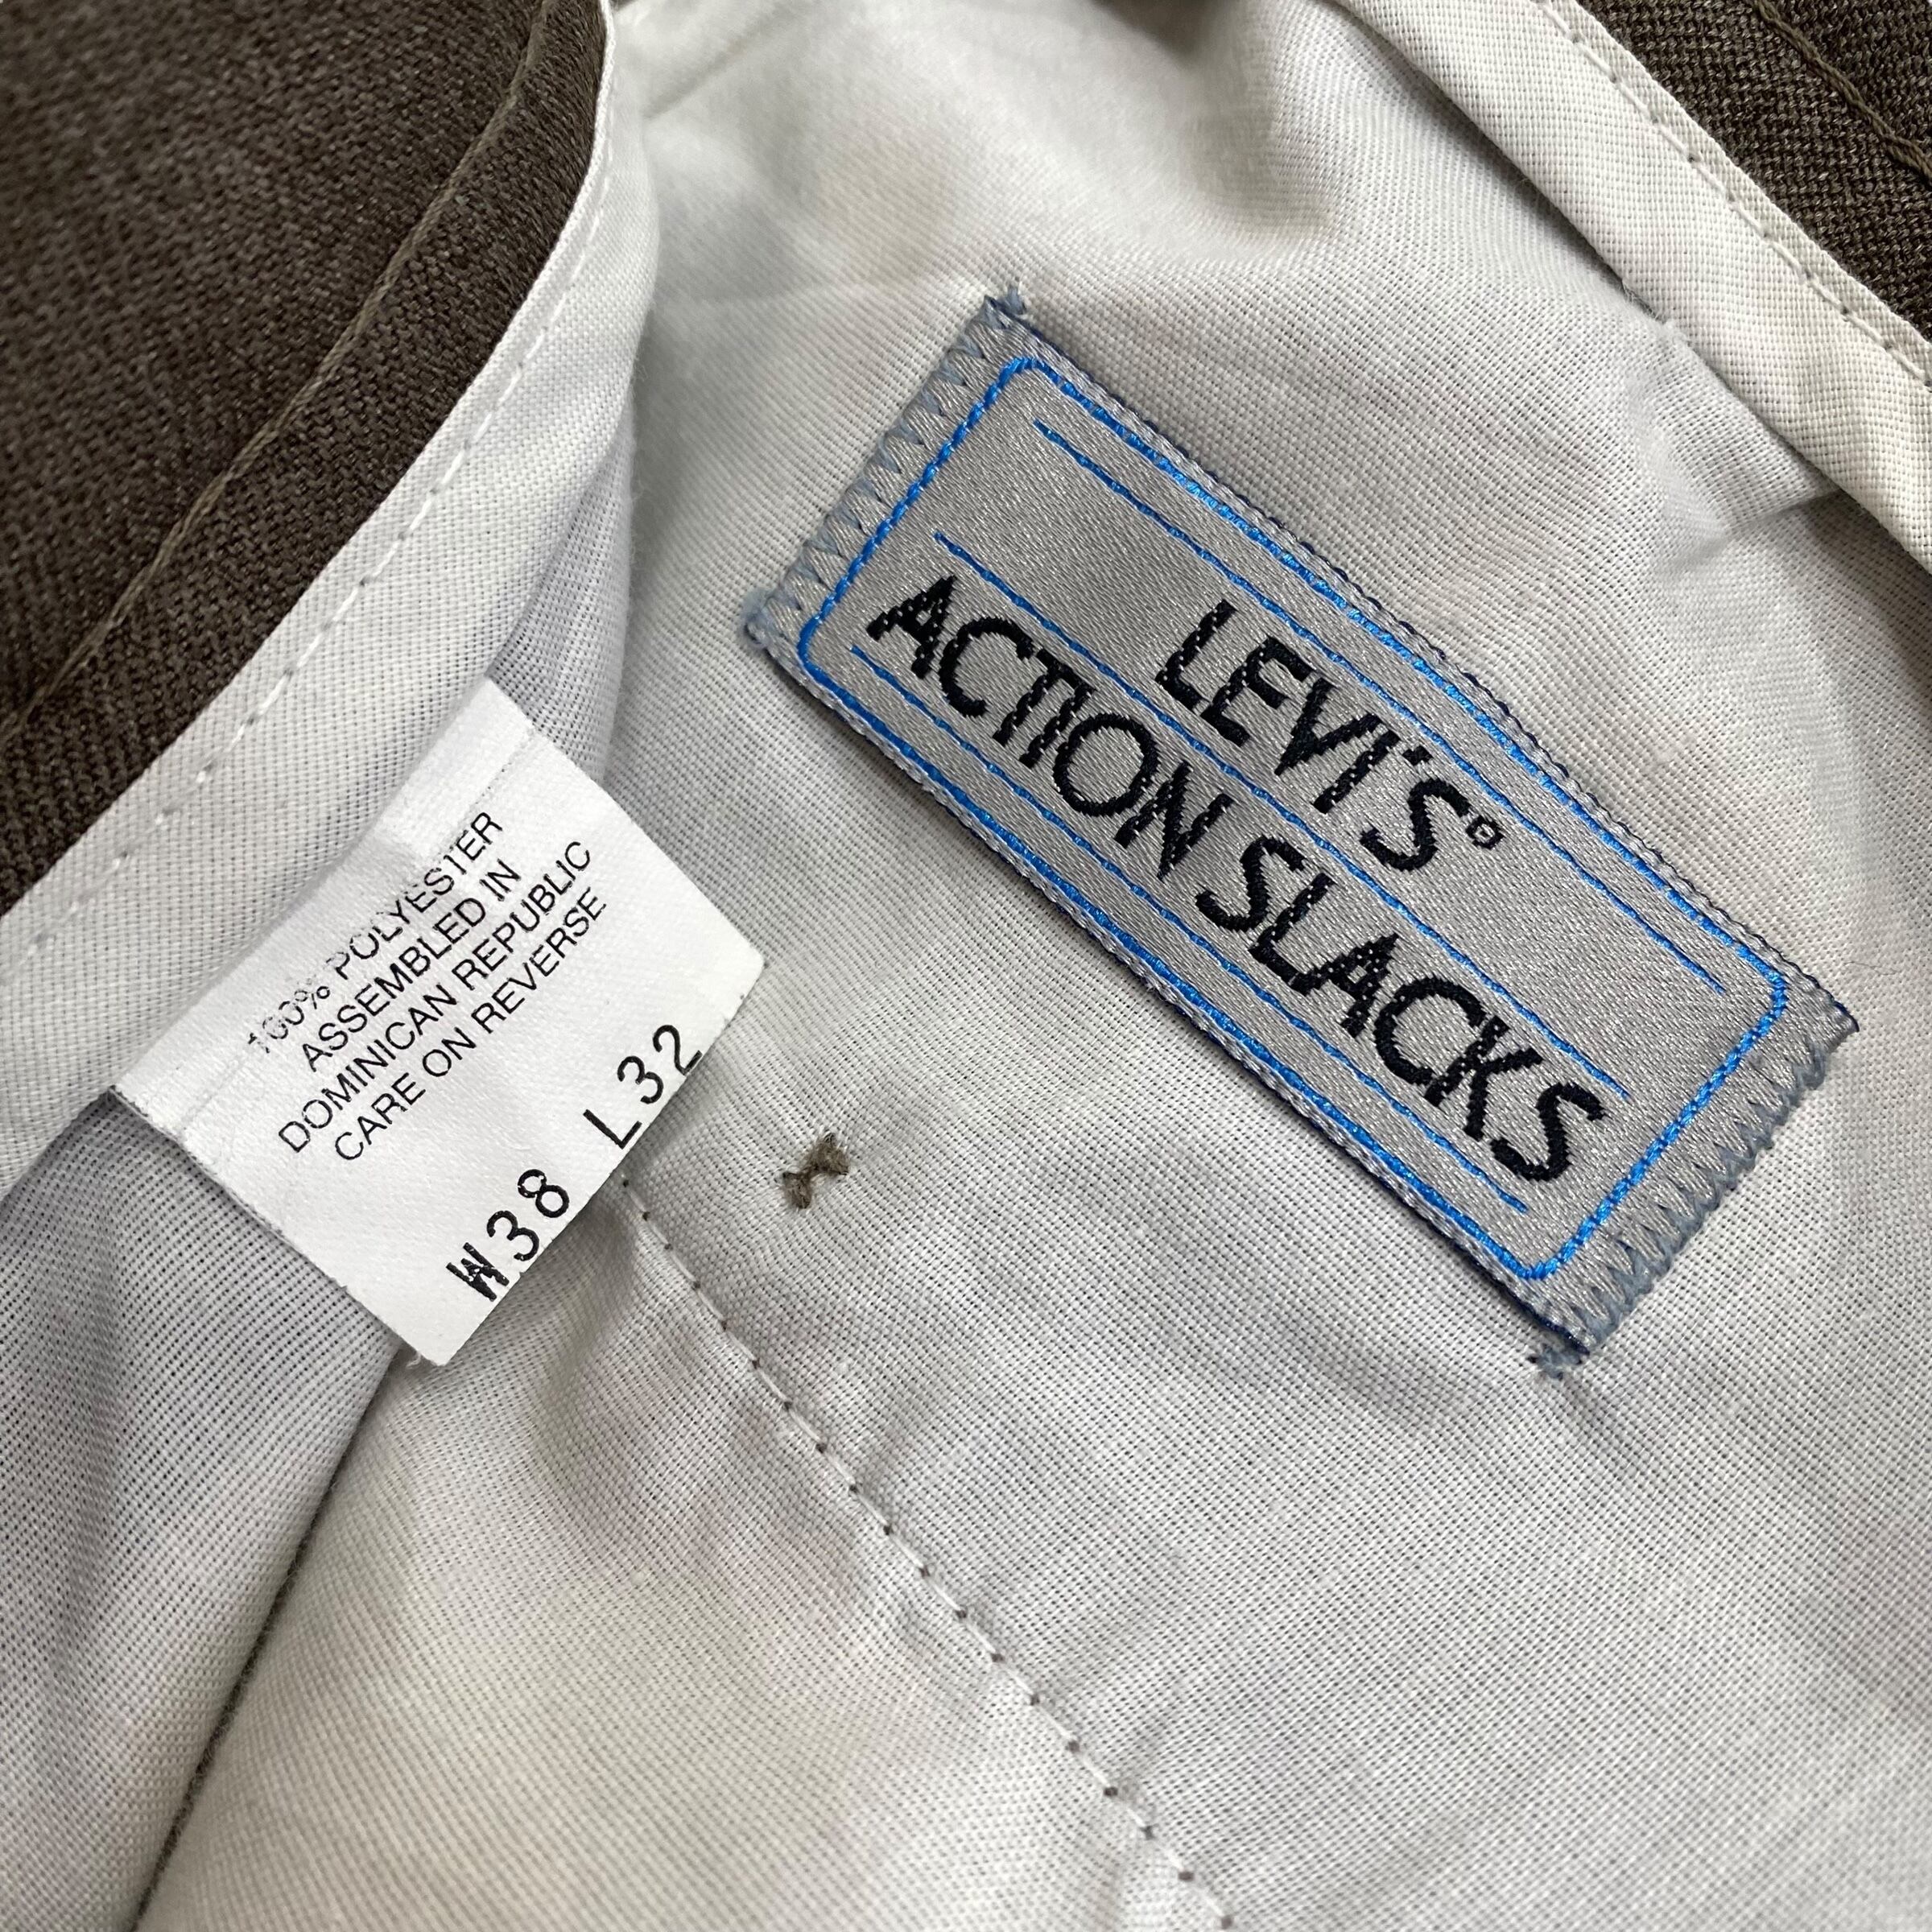 LEVI'S®
ACTION SLACKS
100% POLYESTER
ASSEMBLED IN
DOMINICAN REPUBLIC
CARE ON REVERSE
W38 L32